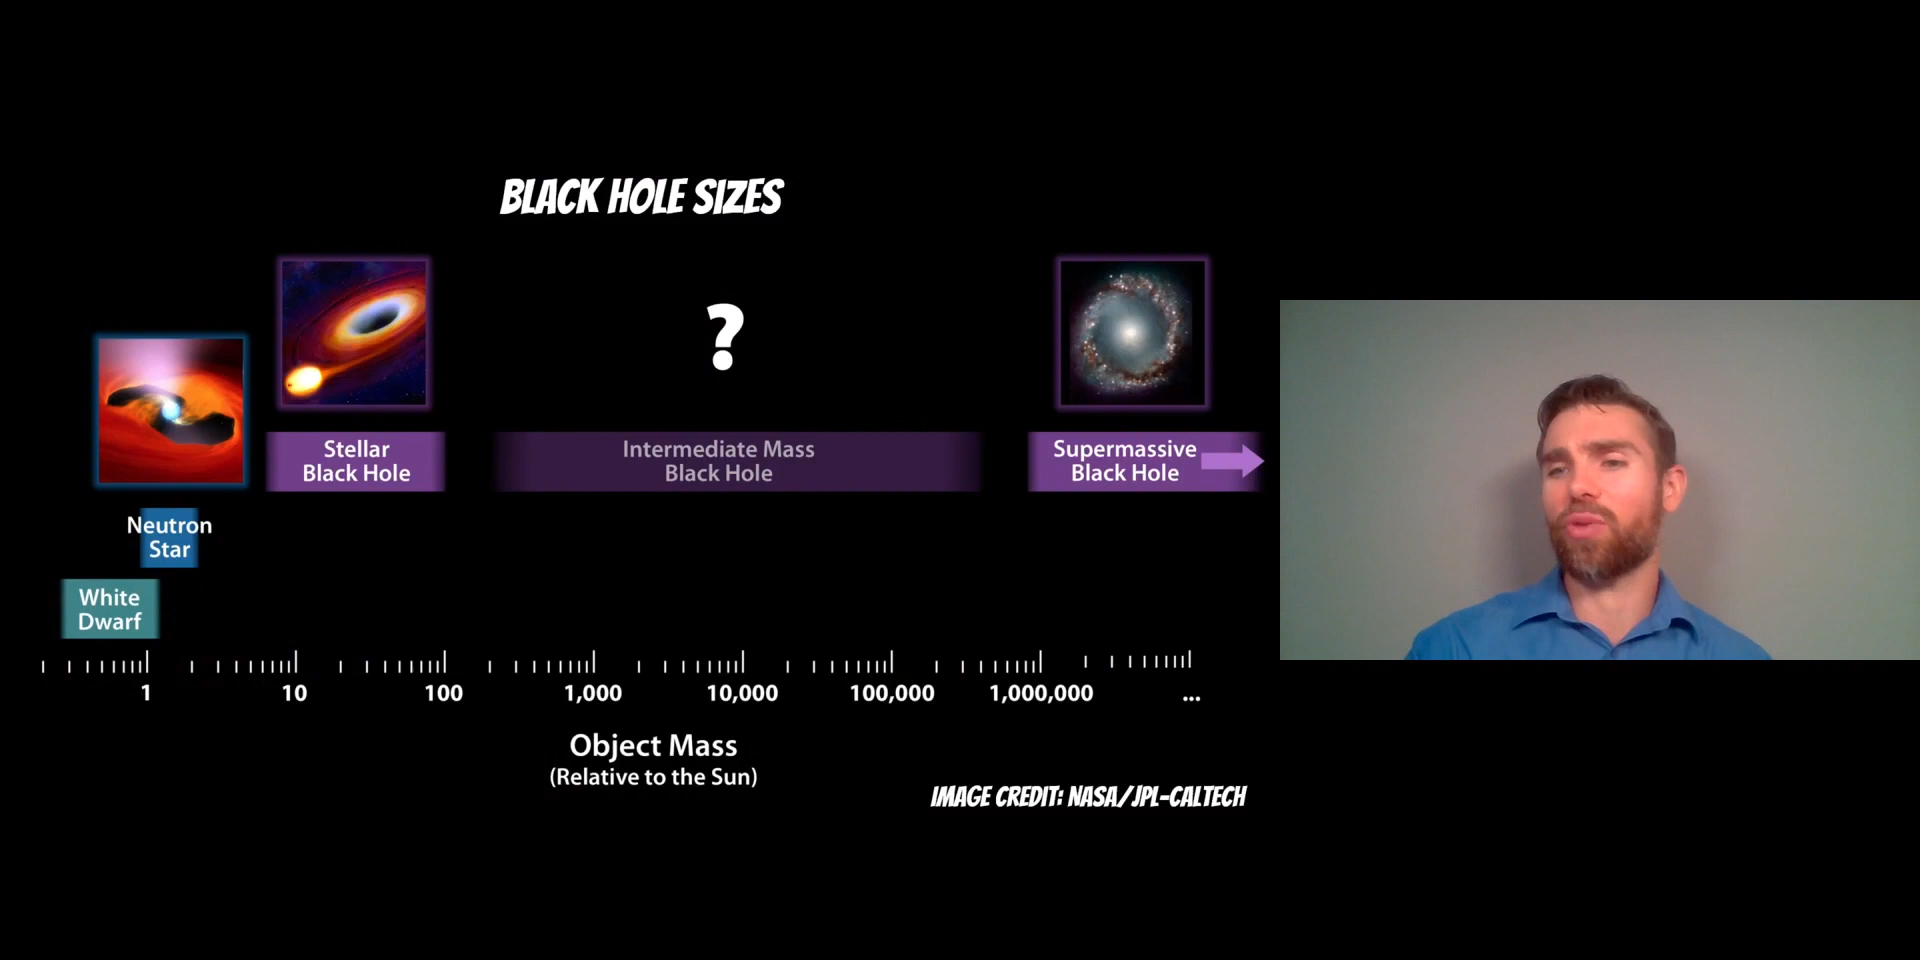 BLACK HOLE SIZES
?
Stellar
Black Hole
Intermediate Mass
Black Hole
Supermassive
Black Hole
Neutron
Star
White
Dwarf
1 10 100 1,000 10,000 100,000 1,000,000 ...
Object Mass
(Relative to the Sun)
IMAGE CREDIT: NASA/JPL-CALTECH